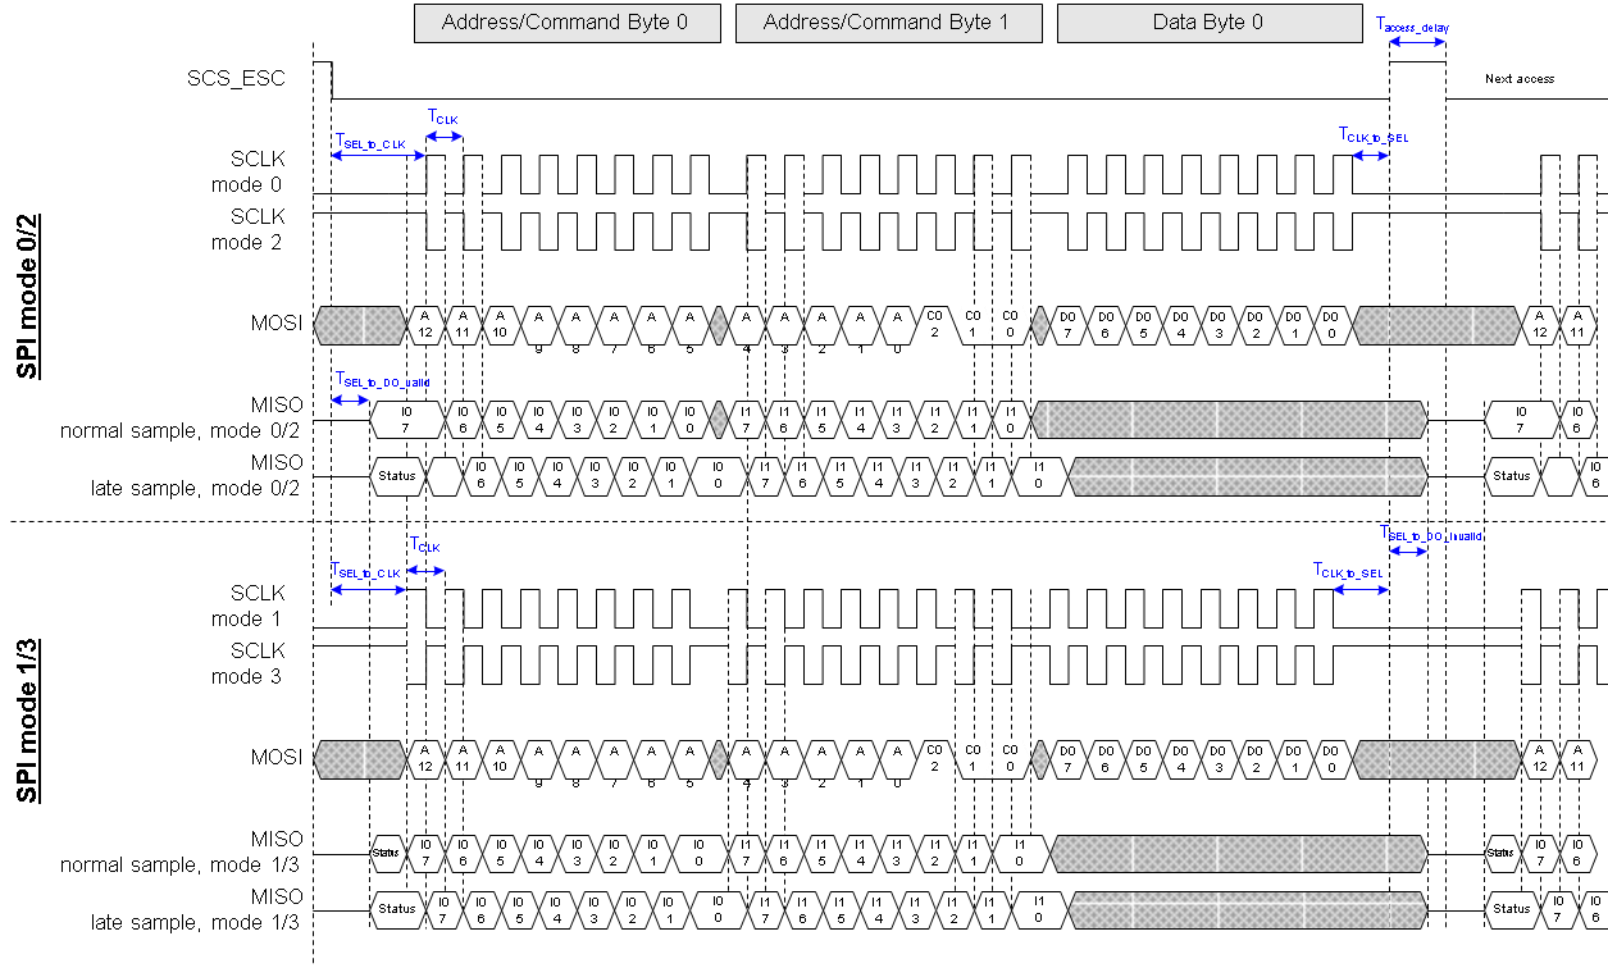 Address/Command Byte 0
Address/Command Byte 1
Data Byte 0
Taccess_delay
SCS_ESC
Next access
TCLK
TSEL_to_CLK
TCLK_to_SEL
SPI mode 0/2
SCLK
mode 0
SCLK
mode 2
MOSI
A A A A A A A A A A A A A C0 C0 C0 D0 D0 D0 D0 D0 D0 D0 D0 A A
12 11 10 9 8 7 6 5 4 3 2 1 0 2 1 0 7 6 5 4 3 2 1 0 12 11
TSEL_to_DO_valid
MISO
normal sample, mode 0/2
I0 I0 I0 I0 I0 I0 I0 I0 I1 I1 I1 I1 I1 I1 I1 I1 I0 I0
7 6 5 4 3 2 1 0 7 6 5 4 3 2 1 0 7 6
MISO
late sample, mode 0/2
Status I0 I0 I0 I0 I0 I0 I0 I1 I1 I1 I1 I1 I1 I1 I1 Status I0
6 5 4 3 2 1 0 7 6 5 4 3 2 1 0 6
TSEL_to_DO_invalid
TCLK
TSEL_to_CLK
TCLK_to_SEL
SPI mode 1/3
SCLK
mode 1
SCLK
mode 3
MOSI
A A A A A A A A A A A A A C0 C0 C0 D0 D0 D0 D0 D0 D0 D0 D0 A A
12 11 10 9 8 7 6 5 4 3 2 1 0 2 1 0 7 6 5 4 3 2 1 0 12 11
MISO
normal sample, mode 1/3
Status I0 I0 I0 I0 I0 I0 I0 I0 I1 I1 I1 I1 I1 I1 I1 I1 Status I0 I0
7 6 5 4 3 2 1 0 7 6 5 4 3 2 1 0 7 6
MISO
late sample, mode 1/3
Status I0 I0 I0 I0 I0 I0 I0 I0 I1 I1 I1 I1 I1 I1 I1 I1 Status I0 I0
7 6 5 4 3 2 1 0 7 6 5 4 3 2 1 0 7 6